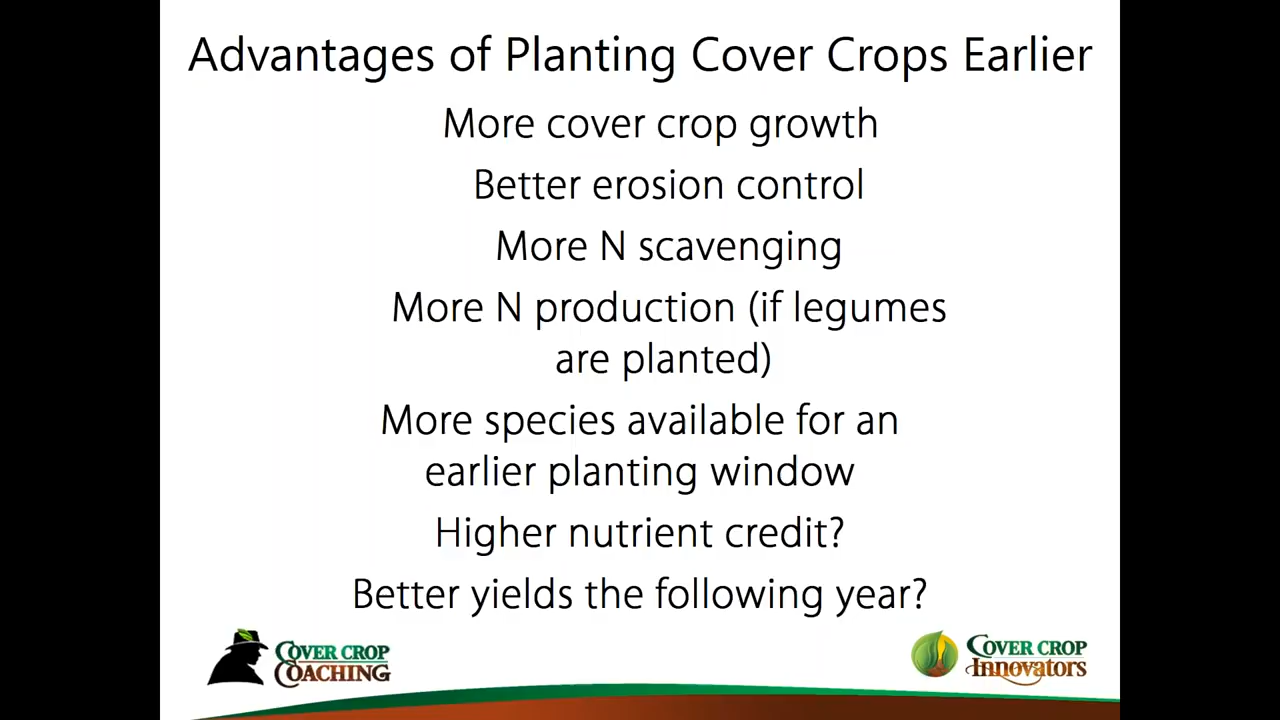 Advantages of Planting Cover Crops Earlier
More cover crop growth
Better erosion control
More N scavenging
More N production (if legumes
are planted)
More species available for an
earlier planting window
Higher nutrient credit?
Better yields the following year?
COVER CROP
COACHING
COVER CROP
Innovators